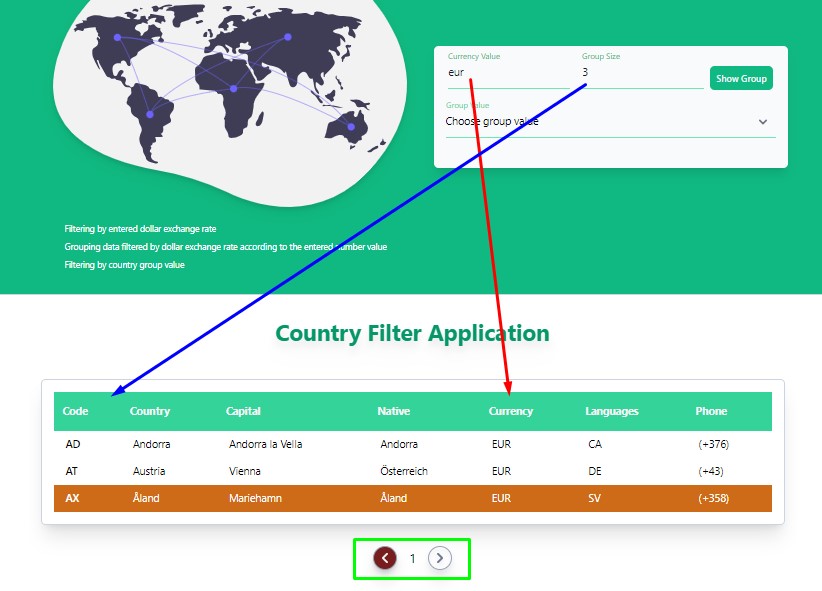 Currency Value Group Size
eur 3 Show Group
Group Value
Choose group value
Filtering by entered dollar exchange rate
Grouping data filtered by dollar exchange rate according to the entered number value
Filtering by country group value
Country Filter Application
Code Country Capital Native Currency Languages Phone
AD Andorra Andorra la Vella Andorra EUR CA (+376)
AT Austria Vienna Österreich EUR DE (+43)
AX Åland Mariehamn Åland EUR SV (+358)
1